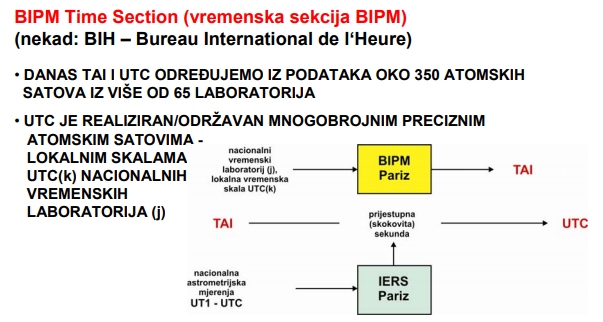 BIPM Time Section (vremenska sekcija BIPM)
(nekad: BIH – Bureau International de l‘Heure)
• DANAS TAI I UTC ODREĐUJEMO IZ PODATAKA OKO 350 ATOMSKIH
SATOVA IZ VIŠE OD 65 LABORATORIJA
• UTC JE REALIZIRAN/ODRŽAVAN MNOGOBROJNIM PRECIZNIM
ATOMSKIM SATOVIMA -
LOKALNIM SKALAMA
UTC(k) NACIONALNIH
VREMENSKIH
LABORATORIJA (j)
nacionalni
vremenski
laboratorij (j),
lokalna vremenska
skala UTC(k)
BIPM
Pariz
TAI
TAI
prijestupna
(skokovita)
sekunda
UTC
nacionalna
astrometrijska
mjerenja
UT1 - UTC
IERS
Pariz